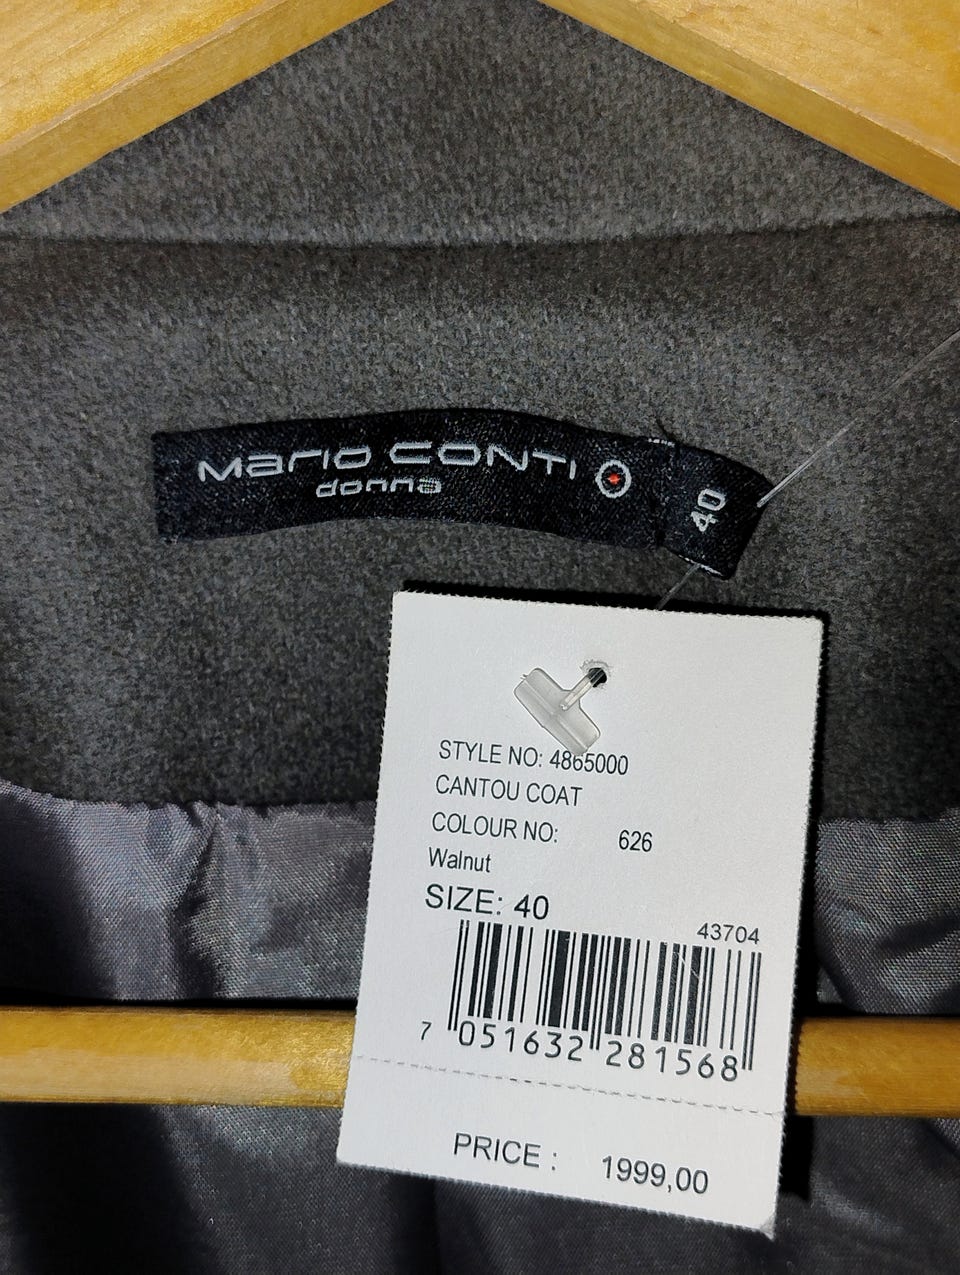 Mario CONTI
donna
40
STYLE NO: 4865000
CANTOU COAT
COLOUR NO: 626
Walnut
SIZE: 40
43704
7 051632 281568
PRICE : 1999,00